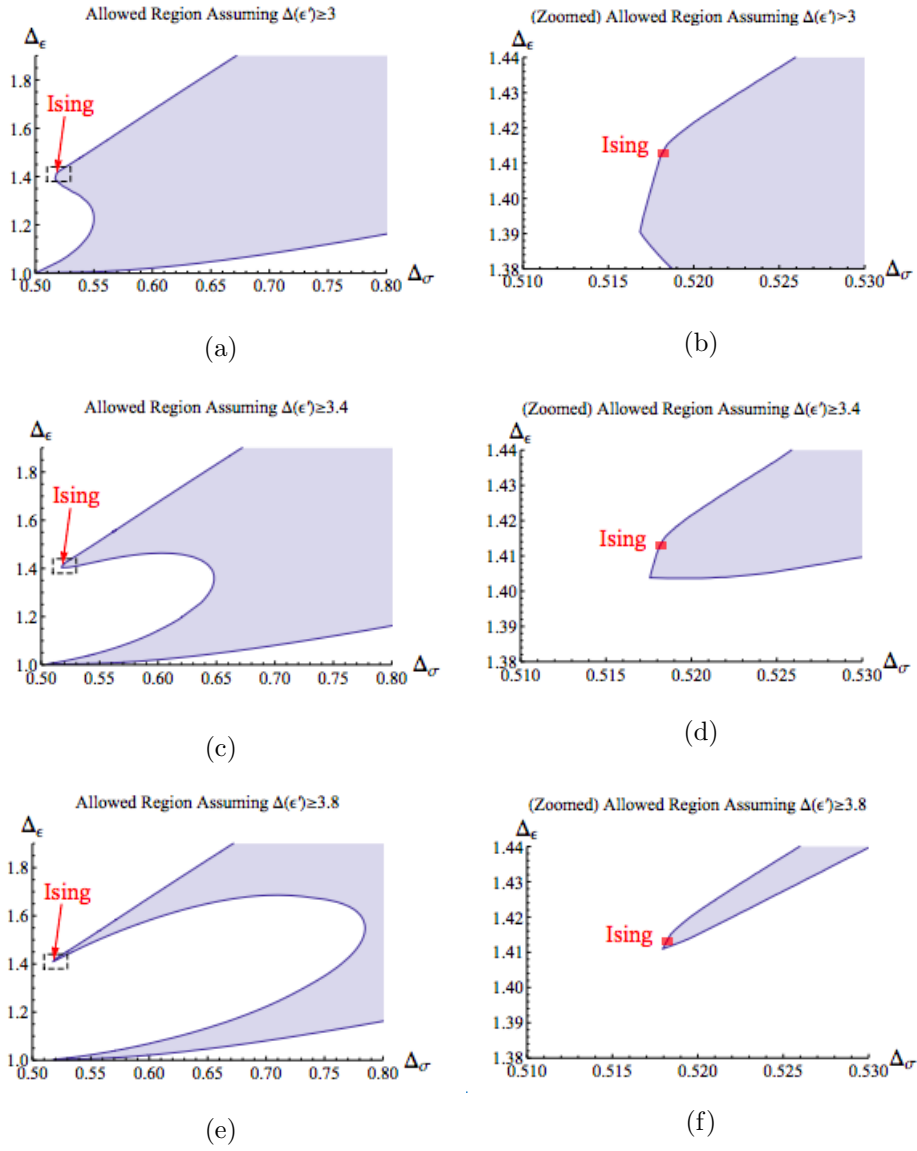 Allowed Region Assuming Δ(ϵ')≥3
Δϵ
1.8
1.6
1.4
1.2
1.0
Ising
0.50 0.55 0.60 0.65 0.70 0.75 0.80
Δσ
(a)
(Zoomed) Allowed Region Assuming Δ(ϵ')>3
Δϵ
1.44
1.43
1.42
1.41
1.40
1.39
1.38
Ising
0.510 0.515 0.520 0.525 0.530
Δσ
(b)
Allowed Region Assuming Δ(ϵ')≥3.4
Δϵ
1.8
1.6
1.4
1.2
1.0
Ising
0.50 0.55 0.60 0.65 0.70 0.75 0.80
Δσ
(c)
(Zoomed) Allowed Region Assuming Δ(ϵ')≥3.4
Δϵ
1.44
1.43
1.42
1.41
1.40
1.39
1.38
Ising
0.510 0.515 0.520 0.525 0.530
Δσ
(d)
Allowed Region Assuming Δ(ϵ')≥3.8
Δϵ
1.8
1.6
1.4
1.2
1.0
Ising
0.50 0.55 0.60 0.65 0.70 0.75 0.80
Δσ
(e)
(Zoomed) Allowed Region Assuming Δ(ϵ')≥3.8
Δϵ
1.44
1.43
1.42
1.41
1.40
1.39
1.38
Ising
0.510 0.515 0.520 0.525 0.530
Δσ
(f)